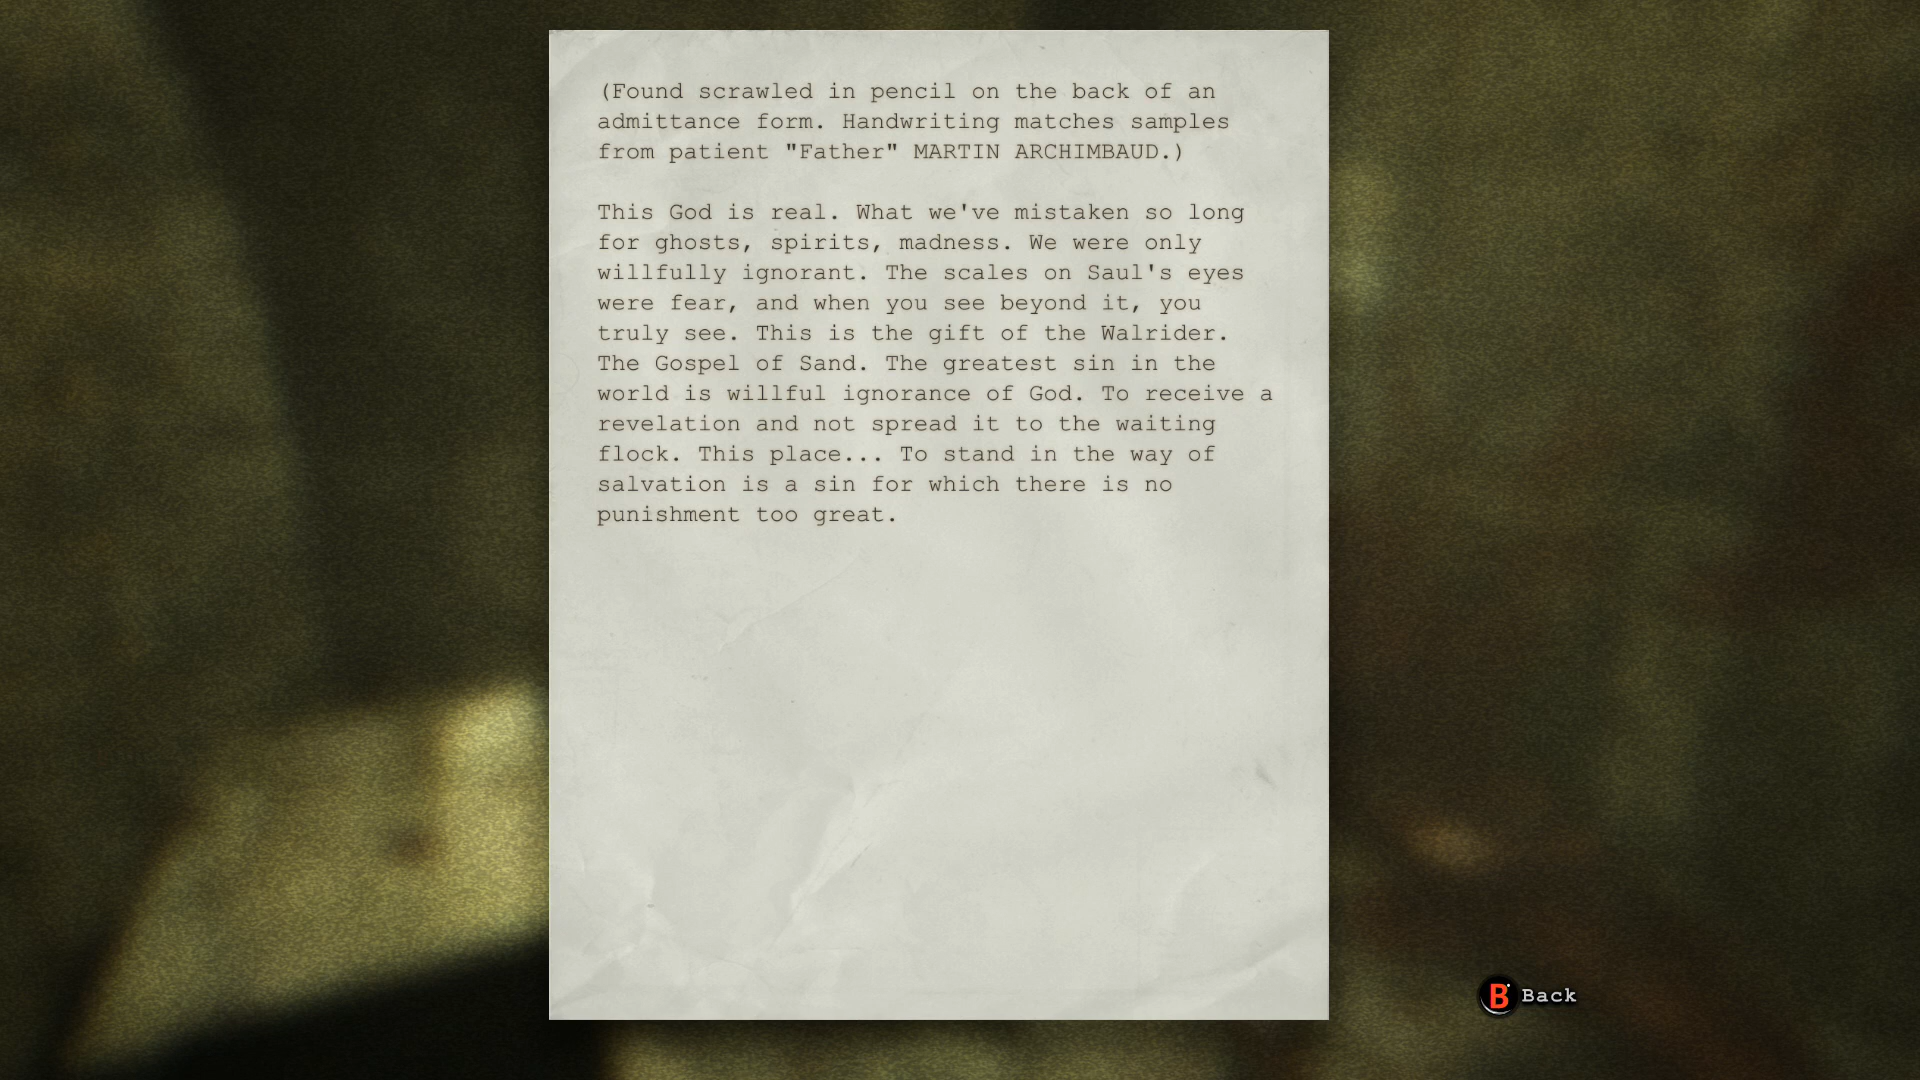 (Found scrawled in pencil on the back of an
admittance form. Handwriting matches samples
from patient "Father" MARTIN ARCHIMBAUD.)
This God is real. What we've mistaken so long
for ghosts, spirits, madness. We were only
willfully ignorant. The scales on Saul's eyes
were fear, and when you see beyond it, you
truly see. This is the gift of the Walrider.
The Gospel of Sand. The greatest sin in the
world is willful ignorance of God. To receive a
revelation and not spread it to the waiting
flock. This place... To stand in the way of
salvation is a sin for which there is no
punishment too great.
B Back